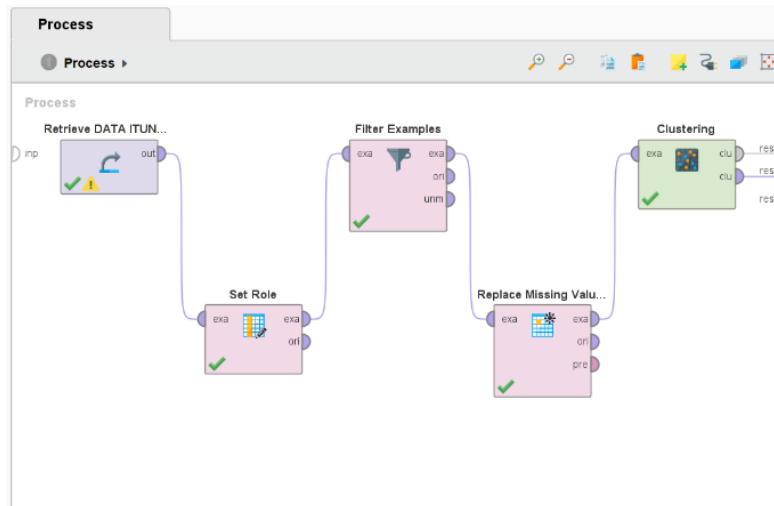 Process
Process
Process
Retrieve DATA ITUN...
Filter Examples
Clustering
inp
out
exa
exa
ori
unm
exa
clu
clu
res
res
res
Set Role
Replace Missing Valu...
exa
exa
ori
exa
exa
ori
pre